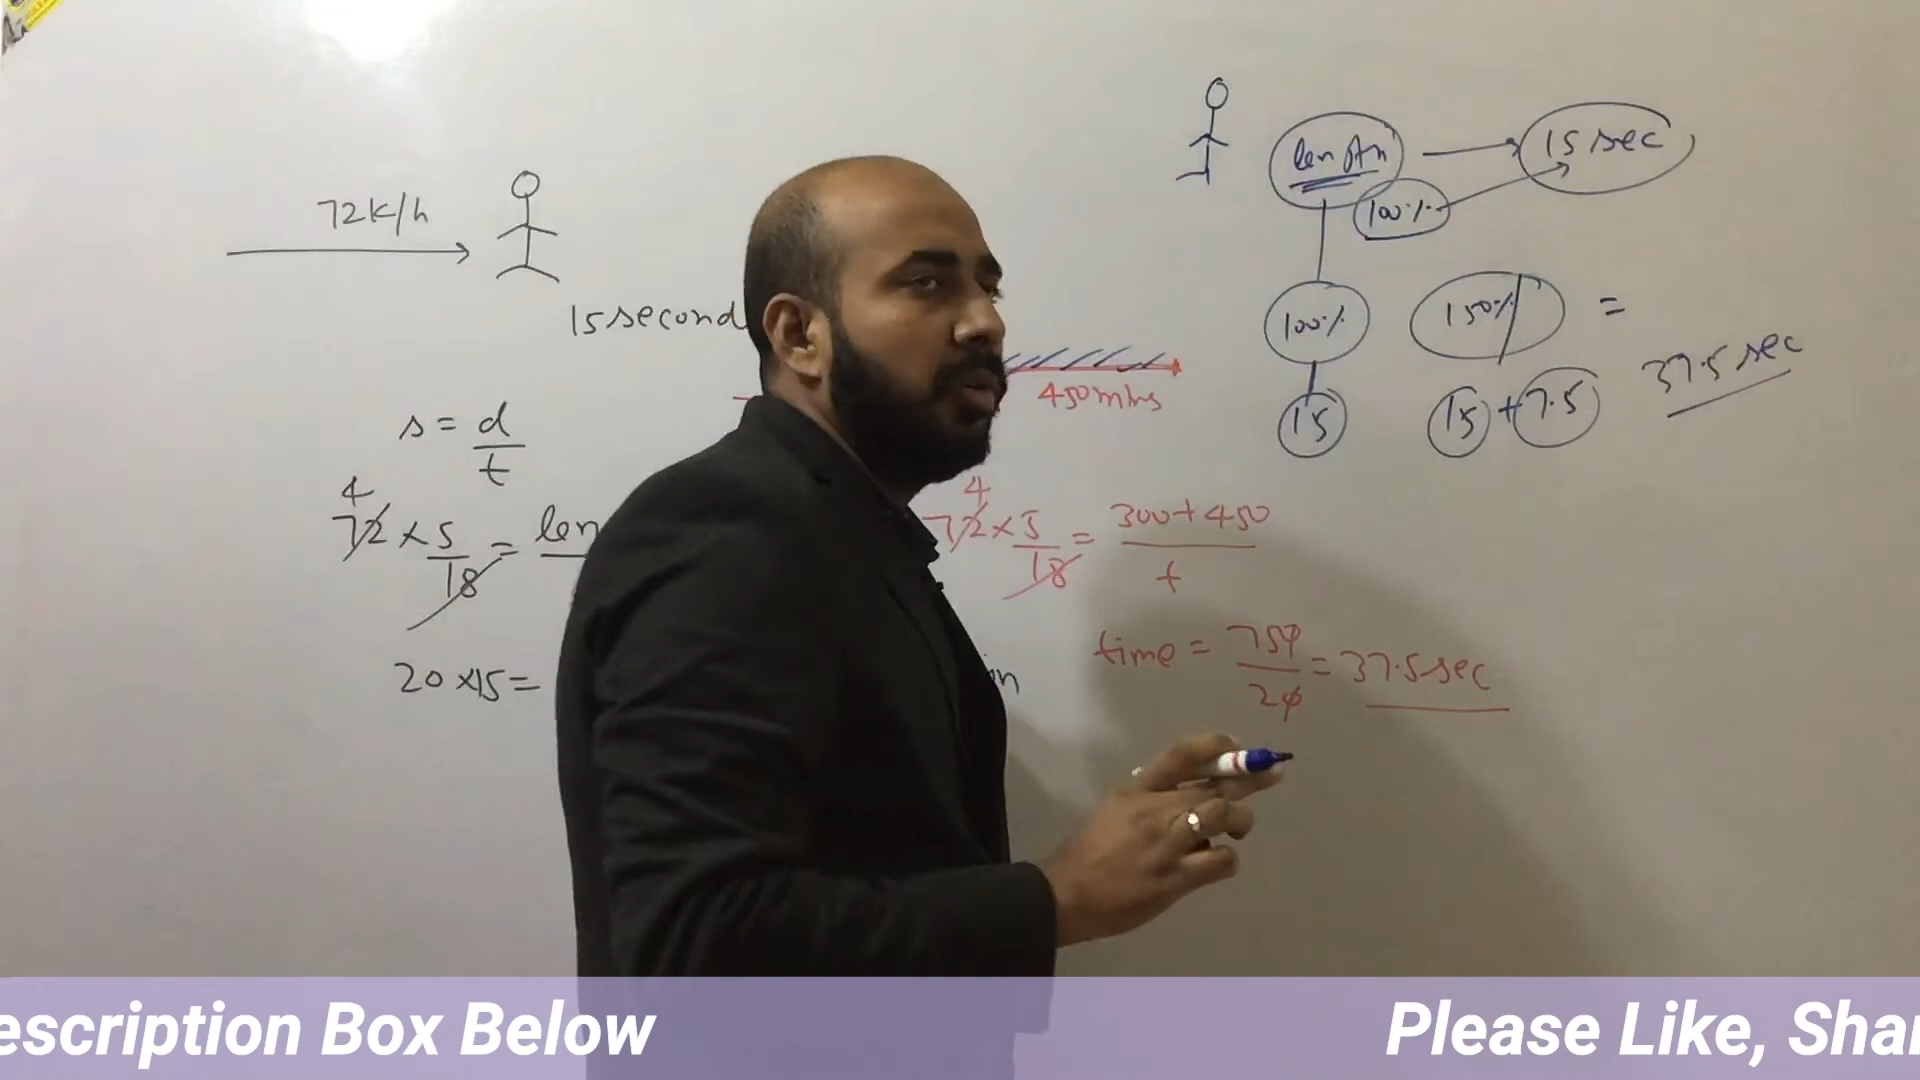 72k/h
15 second
s = d/t
4
72 × 5/18 = len
20 × 15 =
450mtrs
4
72 × 5/18 = 300 + 450/t
time = 750/20 = 37.5 sec
length
15 sec
100%
100%
150% =
15
15 + 7.5
37.5 sec
escription Box Below
Please Like, Shar